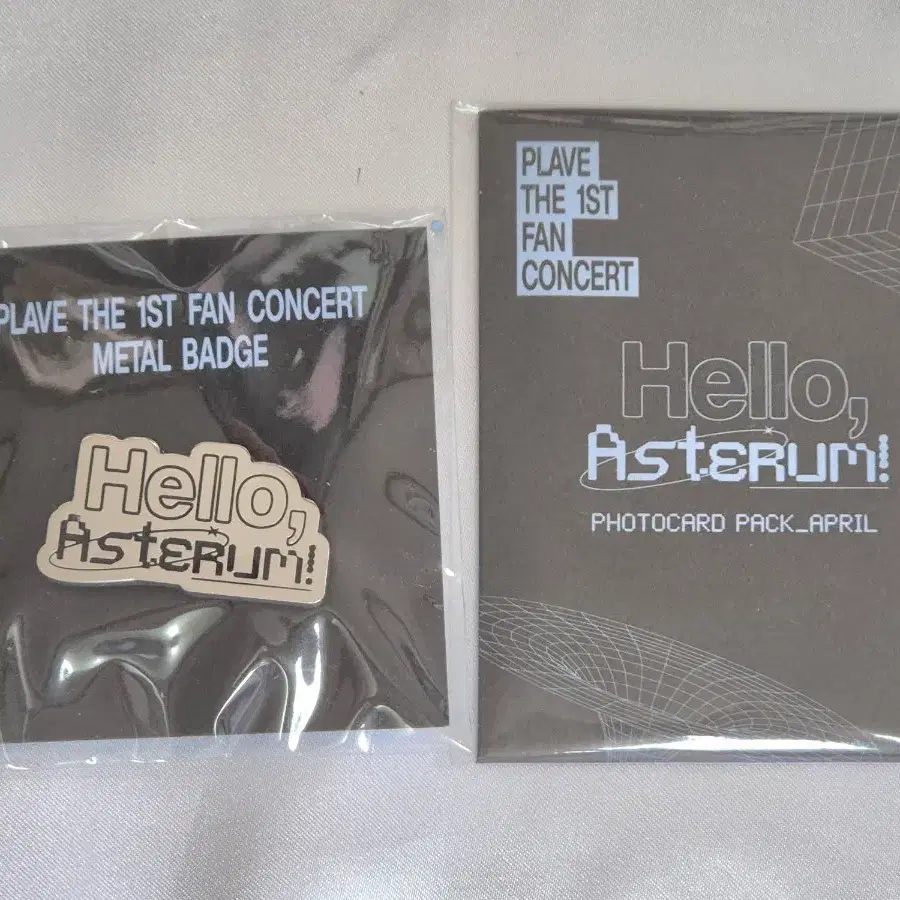 PLAVE THE 1ST FAN CONCERT
METAL BADGE
Hello,
Asterum!
PLAVE
THE 1ST
FAN
CONCERT
Hello,
Asterum!
PHOTOCARD PACK_APRIL